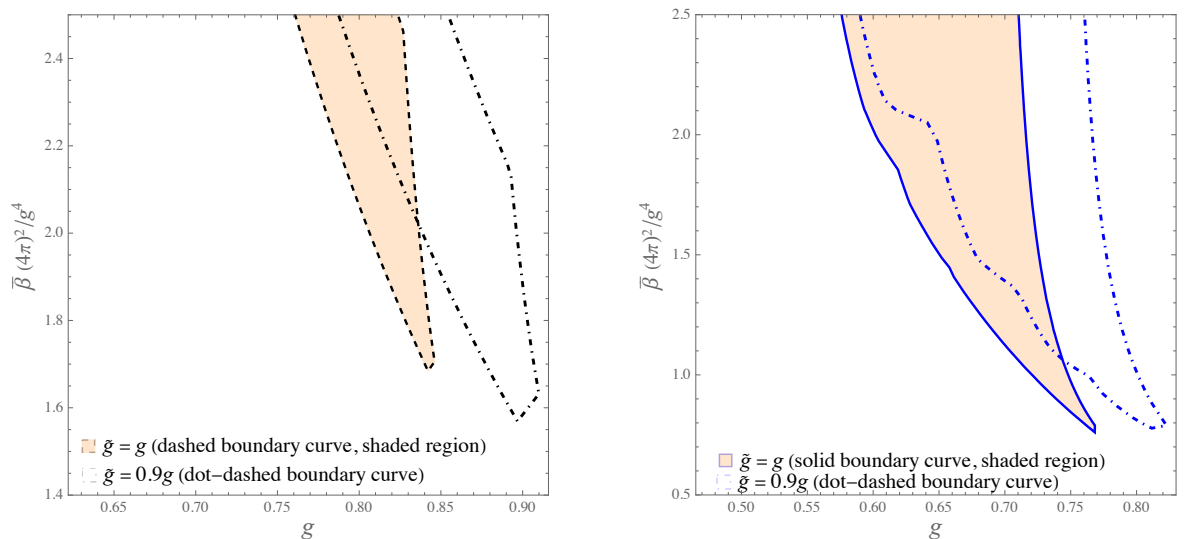 2.4
2.2
2.0
1.8
1.6
1.4
β̅ (4π)²/g⁴
g̃ = g (dashed boundary curve, shaded region)
g̃ = 0.9g (dot–dashed boundary curve)
0.65 0.70 0.75 0.80 0.85 0.90
g
2.5
2.0
1.5
1.0
0.5
β̅ (4π)²/g⁴
g̃ = g (solid boundary curve, shaded region)
g̃ = 0.9g (dot–dashed boundary curve)
0.50 0.55 0.60 0.65 0.70 0.75 0.80
g